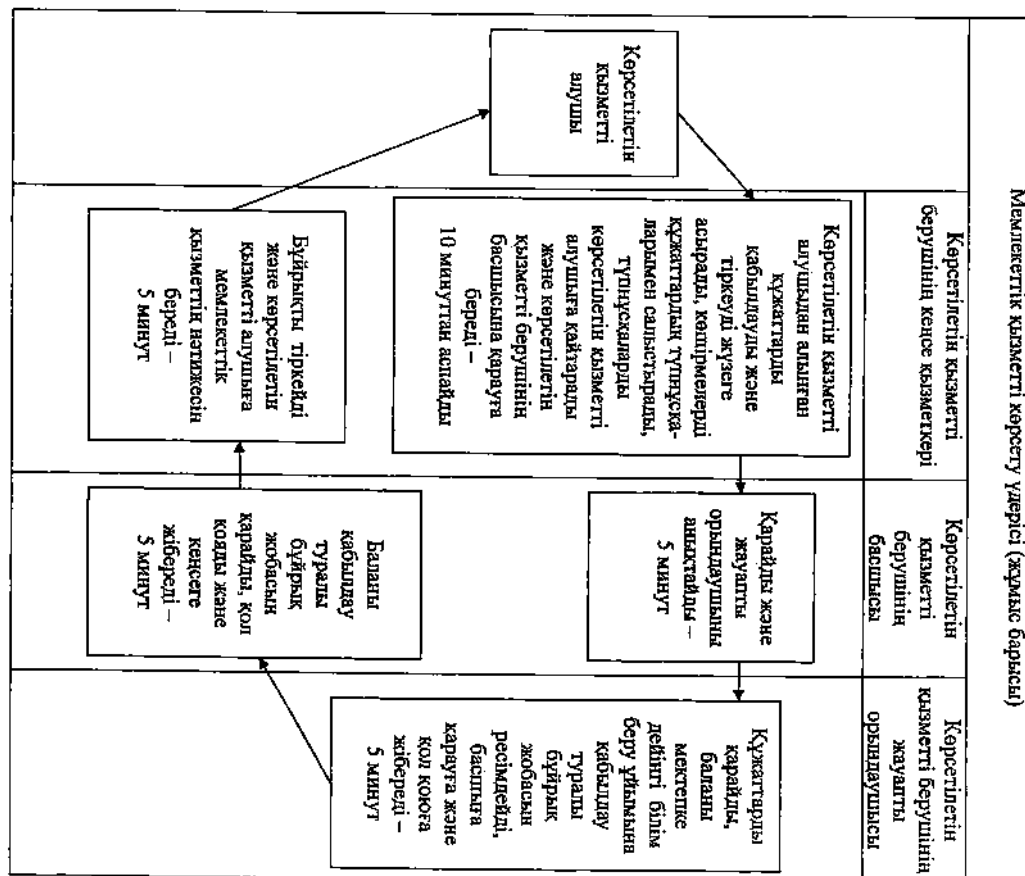 Мемлекеттік қызметті көрсету үдерісі (жұмыс барысы)
Көрсетілетін қызметті
берушінің кеңсе қызметкері
Көрсетілетін
қызметті
берушінің
басшысы
Көрсетілетін
қызметті берушінің
жауапты
орындаушысы
Көрсетілетін
қызметті
алушы
Көрсетілетін қызметті
алушыдан алынған
құжаттарды
қабылдауды және
тіркеуді жүзеге
асырады, көшірмелерді
құжаттардың түпнұсқа-
ларымен салыстырады,
түпнұсқаларды
көрсетілетін қызметті
алушыға қайтарады
және көрсетілетін
қызметті берушінің
басшысына қарауға
береді –
10 минуттан аспайды
Қарайды және
жауапты
орындаушыны
анықтайды –
5 минут
Құжаттарды
қарайды,
баланы
мектепке
дейінгі білім
беру ұйымына
қабылдау
туралы
бұйрық
жобасын
ресімдейді,
басшыға
қарауға және
қол қоюға
жібереді –
5 минут
Баланы
қабылдау
туралы
бұйрық
жобасын
қарайды, қол
қояды және
кеңсеге
жібереді –
5 минут
Бұйрықты тіркейді
және көрсетілетін
қызметті алушыға
мемлекеттік
қызметтің нәтижесін
береді –
5 минут